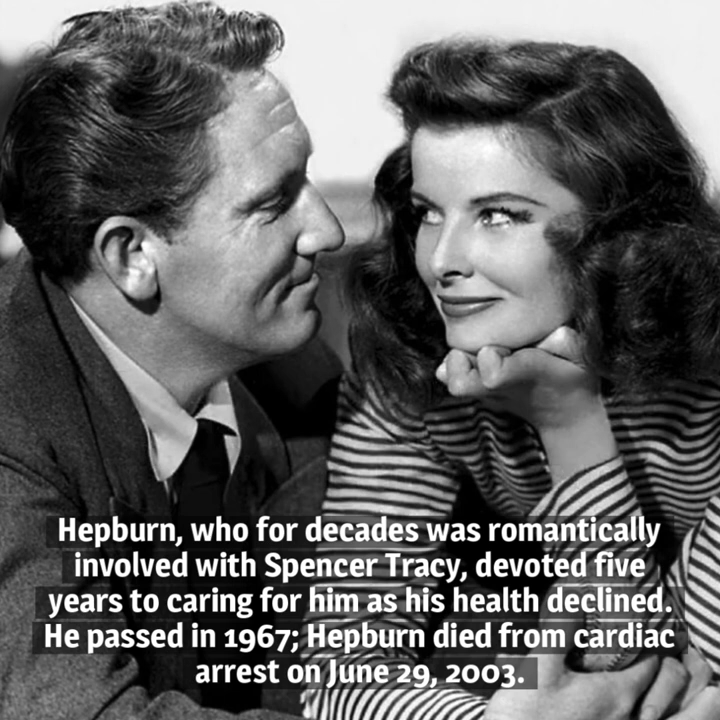 Hepburn, who for decades was romantically
involved with Spencer Tracy, devoted five
years to caring for him as his health declined.
He passed in 1967; Hepburn died from cardiac
arrest on June 29, 2003.